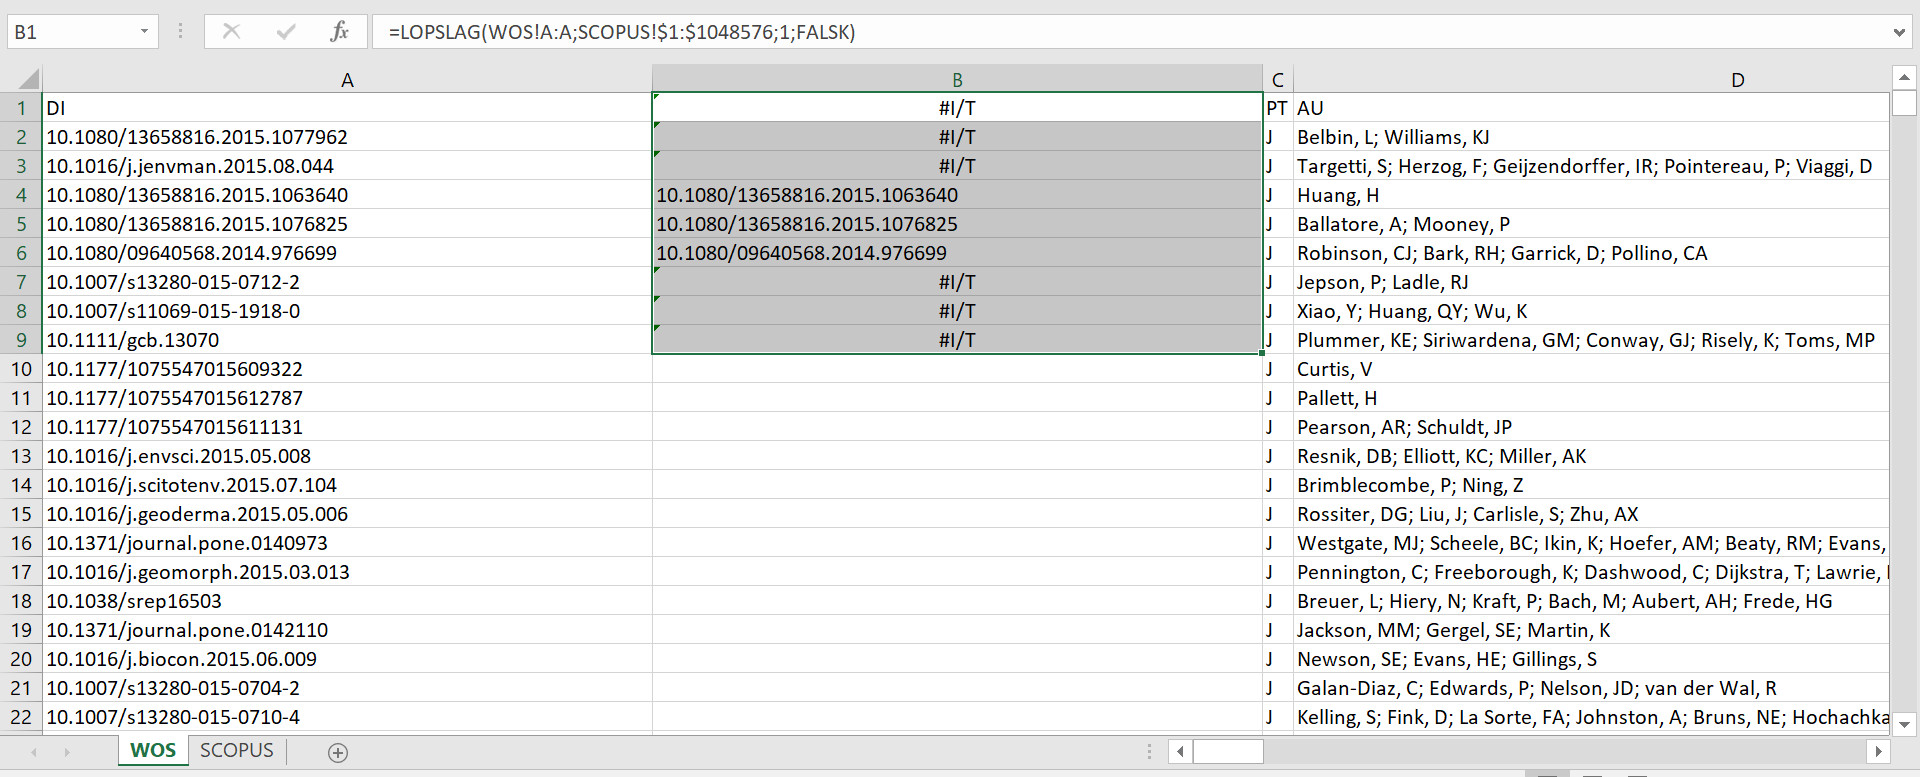 B1 fx =LOPSLAG(WOS!A:A;SCOPUS!$1:$1048576;1;FALSK)
A B C D
1 DI #I/T PT AU
2 10.1080/13658816.2015.1077962 #I/T J Belbin, L; Williams, KJ
3 10.1016/j.jenvman.2015.08.044 #I/T J Targetti, S; Herzog, F; Geijzendorffer, IR; Pointereau, P; Viaggi, D
4 10.1080/13658816.2015.1063640 10.1080/13658816.2015.1063640 J Huang, H
5 10.1080/13658816.2015.1076825 10.1080/13658816.2015.1076825 J Ballatore, A; Mooney, P
6 10.1080/09640568.2014.976699 10.1080/09640568.2014.976699 J Robinson, CJ; Bark, RH; Garrick, D; Pollino, CA
7 10.1007/s13280-015-0712-2 #I/T J Jepson, P; Ladle, RJ
8 10.1007/s11069-015-1918-0 #I/T J Xiao, Y; Huang, QY; Wu, K
9 10.1111/gcb.13070 #I/T J Plummer, KE; Siriwardena, GM; Conway, GJ; Risely, K; Toms, MP
10 10.1177/1075547015609322 J Curtis, V
11 10.1177/1075547015612787 J Pallett, H
12 10.1177/1075547015611131 J Pearson, AR; Schuldt, JP
13 10.1016/j.envsci.2015.05.008 J Resnik, DB; Elliott, KC; Miller, AK
14 10.1016/j.scitotenv.2015.07.104 J Brimblecombe, P; Ning, Z
15 10.1016/j.geoderma.2015.05.006 J Rossiter, DG; Liu, J; Carlisle, S; Zhu, AX
16 10.1371/journal.pone.0140973 J Westgate, MJ; Scheele, BC; Ikin, K; Hoefer, AM; Beaty, RM; Evans,
17 10.1016/j.geomorph.2015.03.013 J Pennington, C; Freeborough, K; Dashwood, C; Dijkstra, T; Lawrie,
18 10.1038/srep16503 J Breuer, L; Hiery, N; Kraft, P; Bach, M; Aubert, AH; Frede, HG
19 10.1371/journal.pone.0142110 J Jackson, MM; Gergel, SE; Martin, K
20 10.1016/j.biocon.2015.06.009 J Newson, SE; Evans, HE; Gillings, S
21 10.1007/s13280-015-0704-2 J Galan-Diaz, C; Edwards, P; Nelson, JD; van der Wal, R
22 10.1007/s13280-015-0710-4 J Kelling, S; Fink, D; La Sorte, FA; Johnston, A; Bruns, NE; Hochachka
WOS SCOPUS